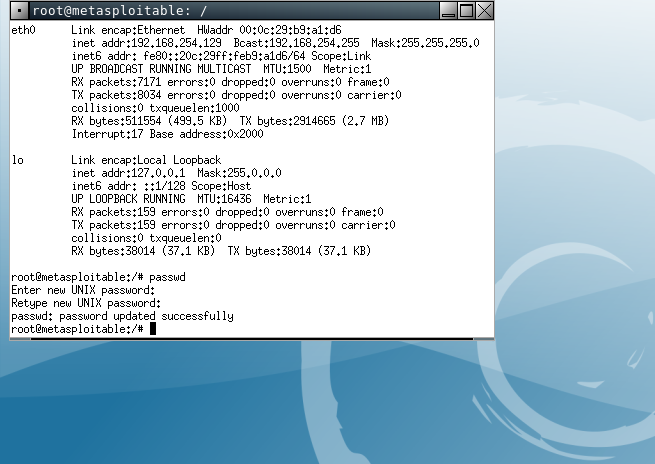 root@metasploitable: /
eth0 Link encap:Ethernet HWaddr 00:0c:29:b9:a1:d6
inet addr:192.168.254.129 Bcast:192.168.254.255 Mask:255.255.255.0
inet6 addr: fe80::20c:29ff:feb9:a1d6/64 Scope:Link
UP BROADCAST RUNNING MULTICAST MTU:1500 Metric:1
RX packets:7171 errors:0 dropped:0 overruns:0 frame:0
TX packets:8034 errors:0 dropped:0 overruns:0 carrier:0
collisions:0 txqueuelen:1000
RX bytes:511554 (499.5 KB) TX bytes:2914665 (2.7 MB)
Interrupt:17 Base address:0x2000
lo Link encap:Local Loopback
inet addr:127.0.0.1 Mask:255.0.0.0
inet6 addr: ::1/128 Scope:Host
UP LOOPBACK RUNNING MTU:16436 Metric:1
RX packets:159 errors:0 dropped:0 overruns:0 frame:0
TX packets:159 errors:0 dropped:0 overruns:0 carrier:0
collisions:0 txqueuelen:0
RX bytes:38014 (37.1 KB) TX bytes:38014 (37.1 KB)
root@metasploitable:/# passwd
Enter new UNIX password:
Retype new UNIX password:
passwd: password updated successfully
root@metasploitable:/#